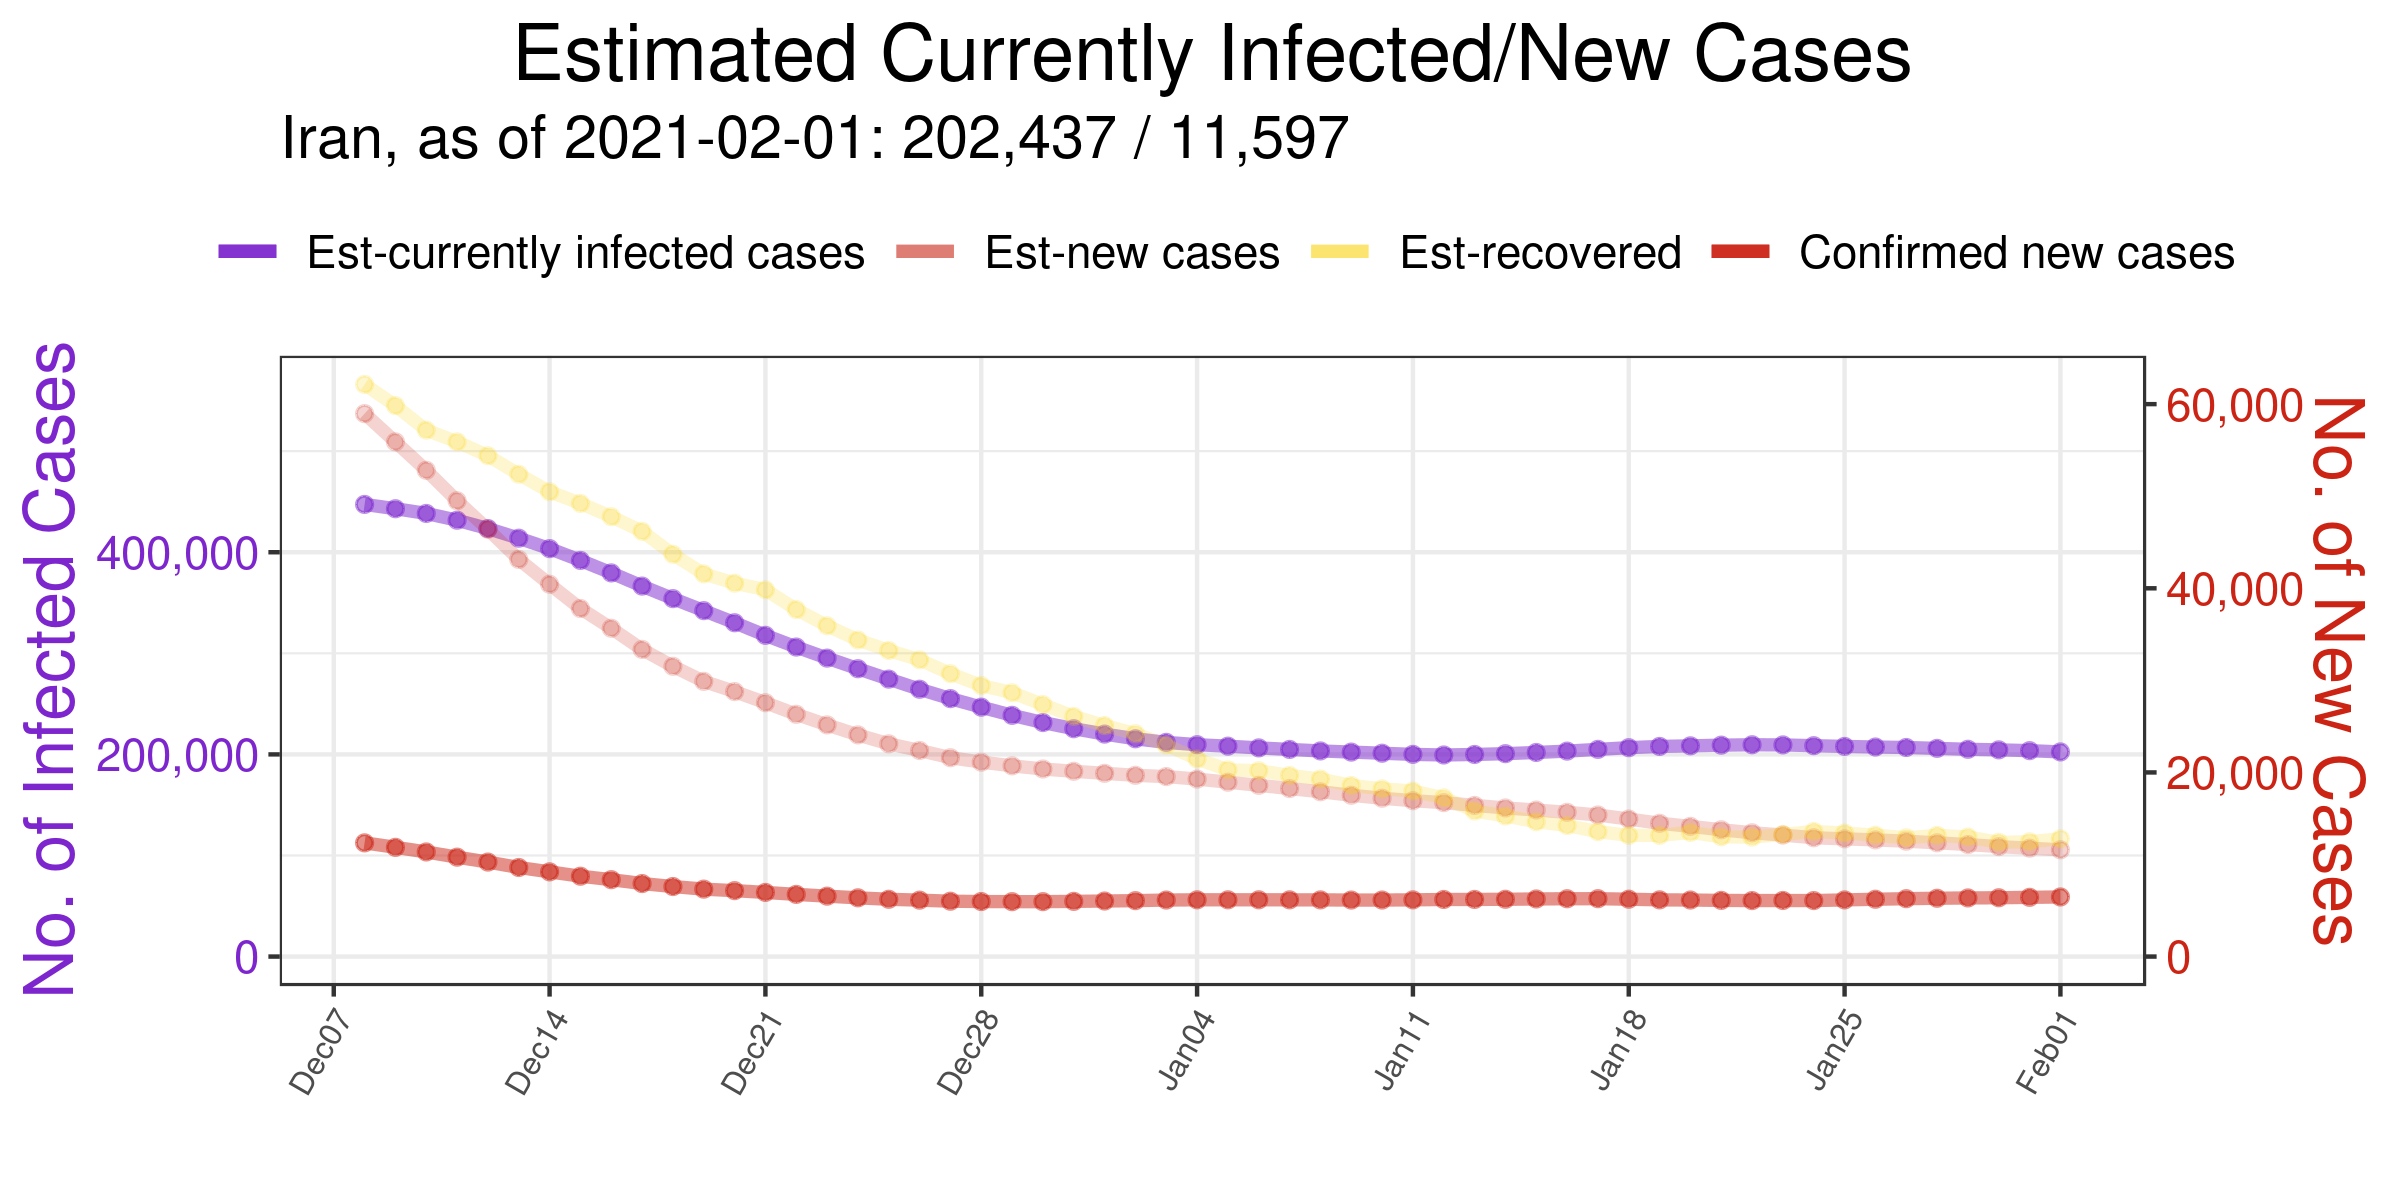 Estimated Currently Infected/New Cases
Iran, as of 2021-02-01: 202,437 / 11,597
Est-currently infected cases Est-new cases Est-recovered Confirmed new cases
No. of Infected Cases
400,000
200,000
0
60,000
40,000
20,000
0
No. of New Cases
Dec07 Dec14 Dec21 Dec28 Jan04 Jan11 Jan18 Jan25 Feb01